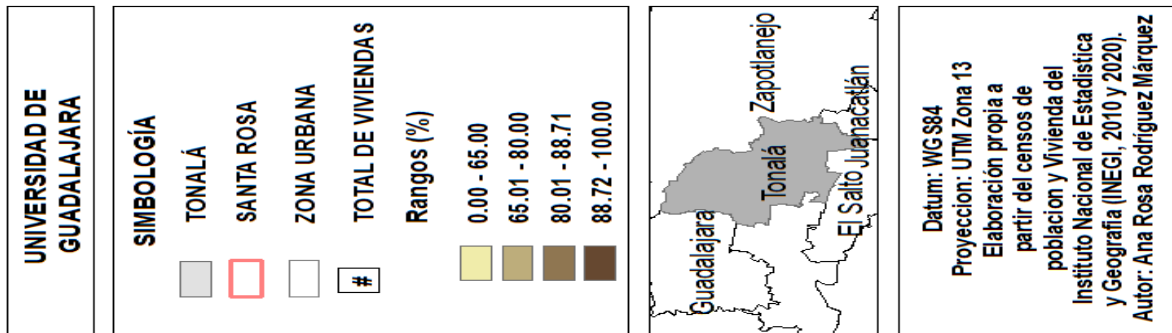 UNIVERSIDAD DE
GUADALAJARA
SIMBOLOGÍA
TONALÁ
SANTA ROSA
ZONA URBANA
# TOTAL DE VIVIENDAS
Rangos (%)
0.00 - 65.00
65.01 - 80.00
80.01 - 88.71
88.72 - 100.00
Guadalajara
Zapotlanejo
Tonalá
El Salto
Juanacatlán
Datum: WGS84
Proyeccion: UTM Zona 13
Elaboración propia a
partir del censos de
poblacion y Vivienda del
Instituto Nacional de Estadistica
y Geografia (INEGI, 2010 y 2020).
Autor: Ana Rosa Rodríguez Márquez